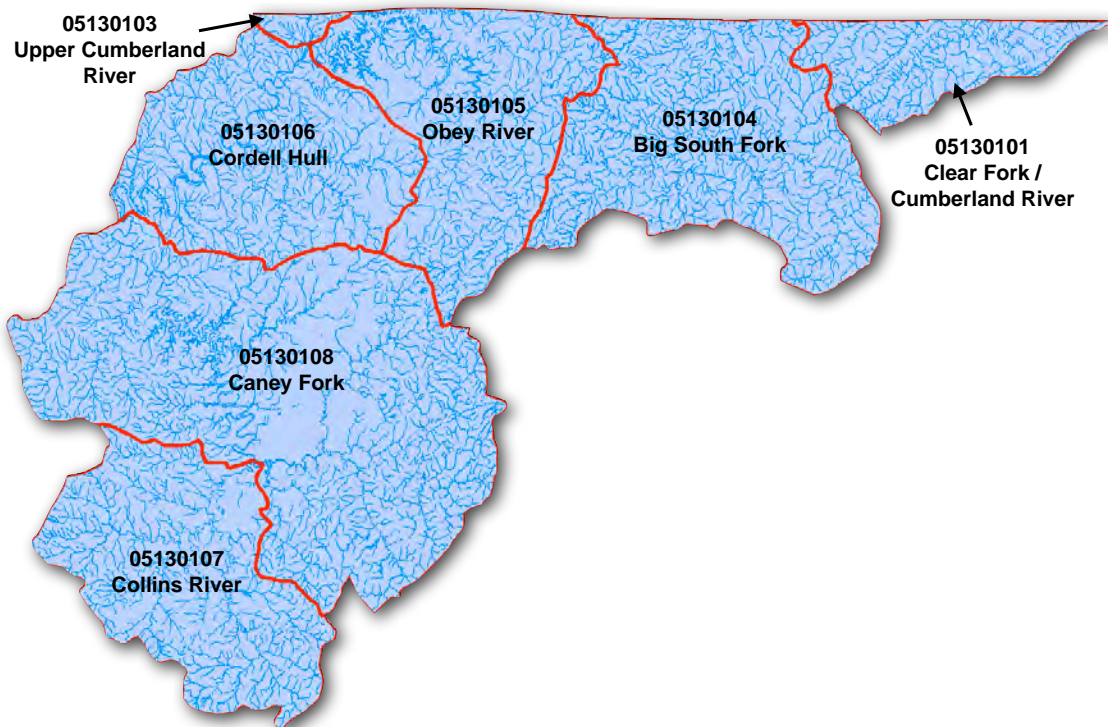 05130103
Upper Cumberland
River
05130106
Cordell Hull
05130105
Obey River
05130104
Big South Fork
05130101
Clear Fork /
Cumberland River
05130108
Caney Fork
05130107
Collins River